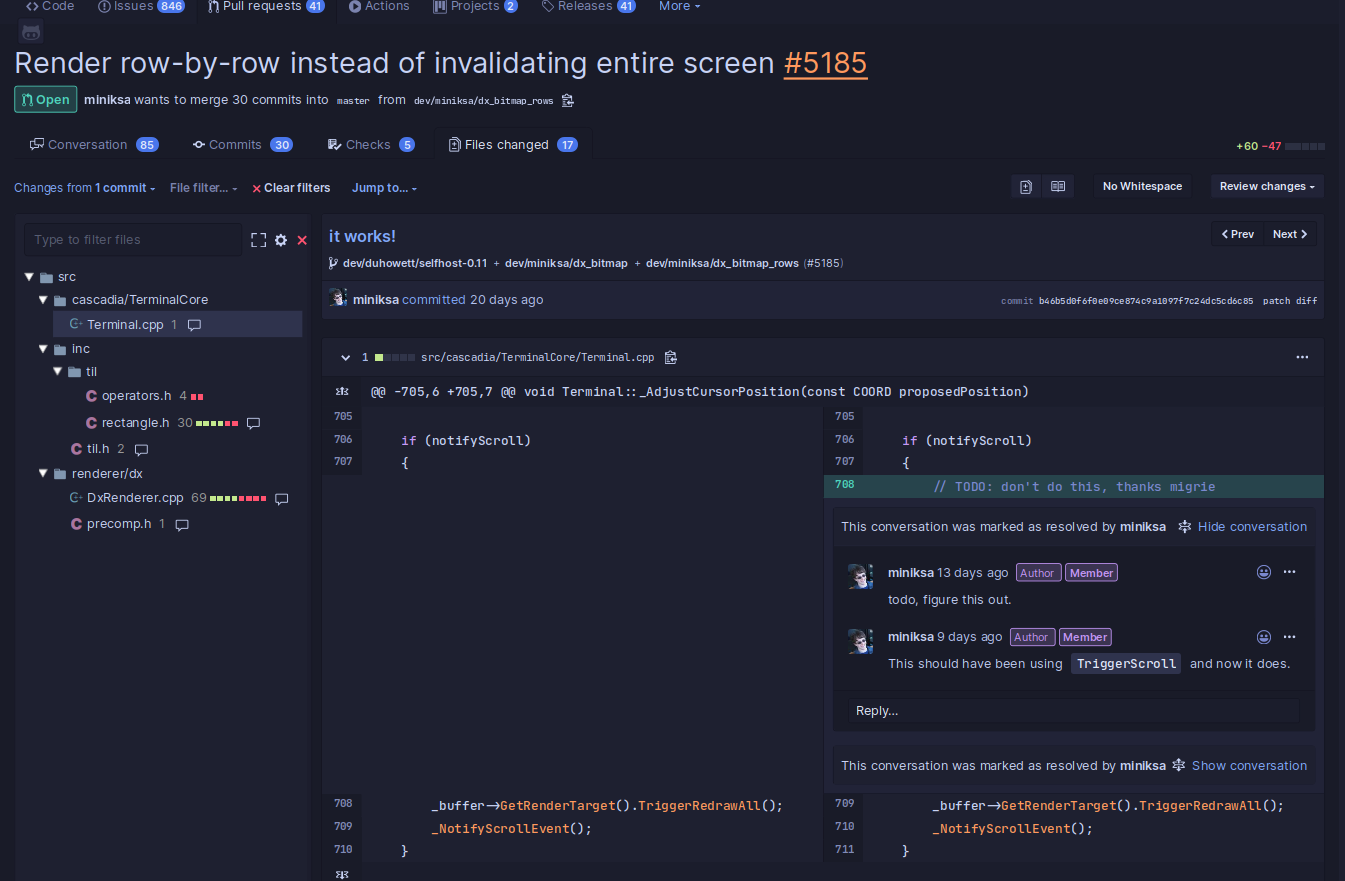 Code Issues 846 Pull requests 41 Actions Projects 2 Releases 41 More
Render row-by-row instead of invalidating entire screen #5185
Open miniksa wants to merge 30 commits into master from dev/miniksa/dx_bitmap_rows
Conversation 85 Commits 30 Checks 5 Files changed 17 +60 −47
Changes from 1 commit File filter... Clear filters Jump to... No Whitespace Review changes
Type to filter files
src
cascadia/TerminalCore
Terminal.cpp 1
inc
til
operators.h 4
rectangle.h 30
til.h 2
renderer/dx
DxRenderer.cpp 69
precomp.h 1
it works! Prev Next
dev/duhowett/selfhost-0.11 + dev/miniksa/dx_bitmap + dev/miniksa/dx_bitmap_rows (#5185)
miniksa committed 20 days ago commit b46b5d0f6f0e09ce874c9a1097f7c24dc5cd6c85 patch diff
1 src/cascadia/TerminalCore/Terminal.cpp
@@ -705,6 +705,7 @@ void Terminal::_AdjustCursorPosition(const COORD proposedPosition)
705 705
706 if (notifyScroll) 706 if (notifyScroll)
707 { 707 {
708 // TODO: don't do this, thanks migrie
This conversation was marked as resolved by miniksa Hide conversation
miniksa 13 days ago Author Member
todo, figure this out.
miniksa 9 days ago Author Member
This should have been using TriggerScroll and now it does.
Reply...
This conversation was marked as resolved by miniksa Show conversation
708 _buffer->GetRenderTarget().TriggerRedrawAll(); 709 _buffer->GetRenderTarget().TriggerRedrawAll();
709 _NotifyScrollEvent(); 710 _NotifyScrollEvent();
710 } 711 }